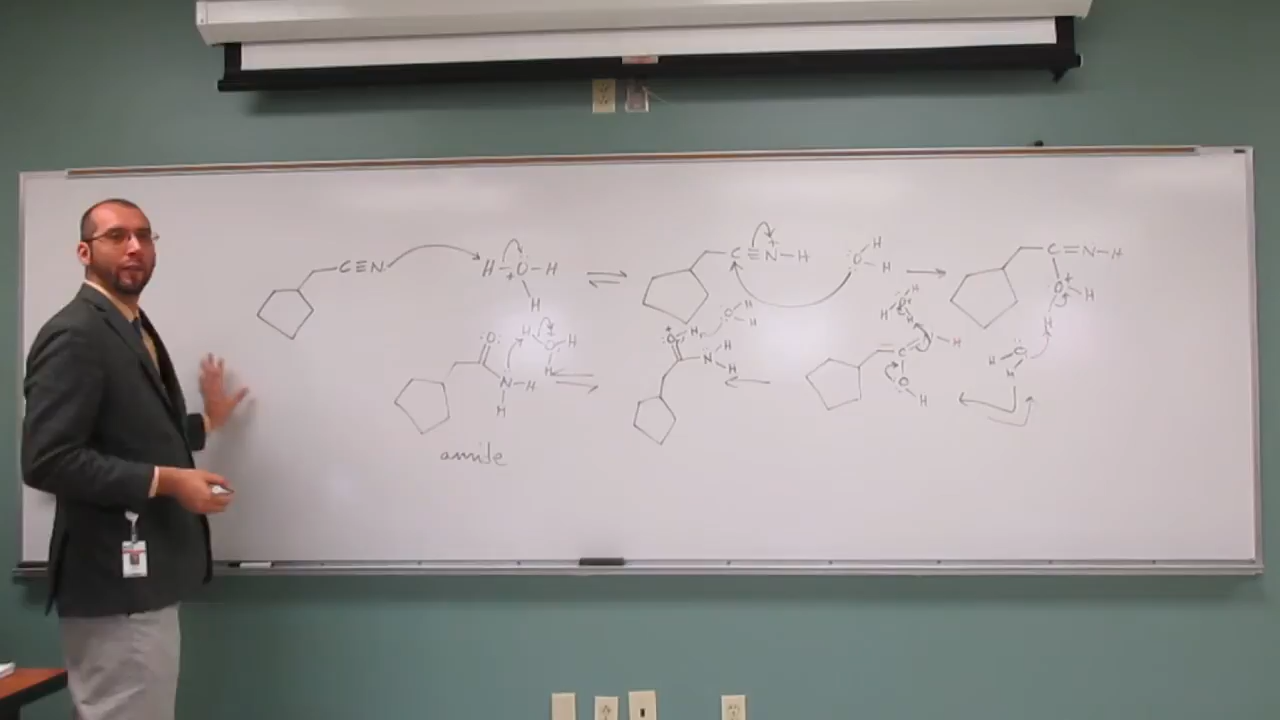 C≡N H-O-H H + C≡N-H + O H H C=N-H O H H +
O N H H H O H H + O H N H H + O H H C H O H H O H H O H H
amide